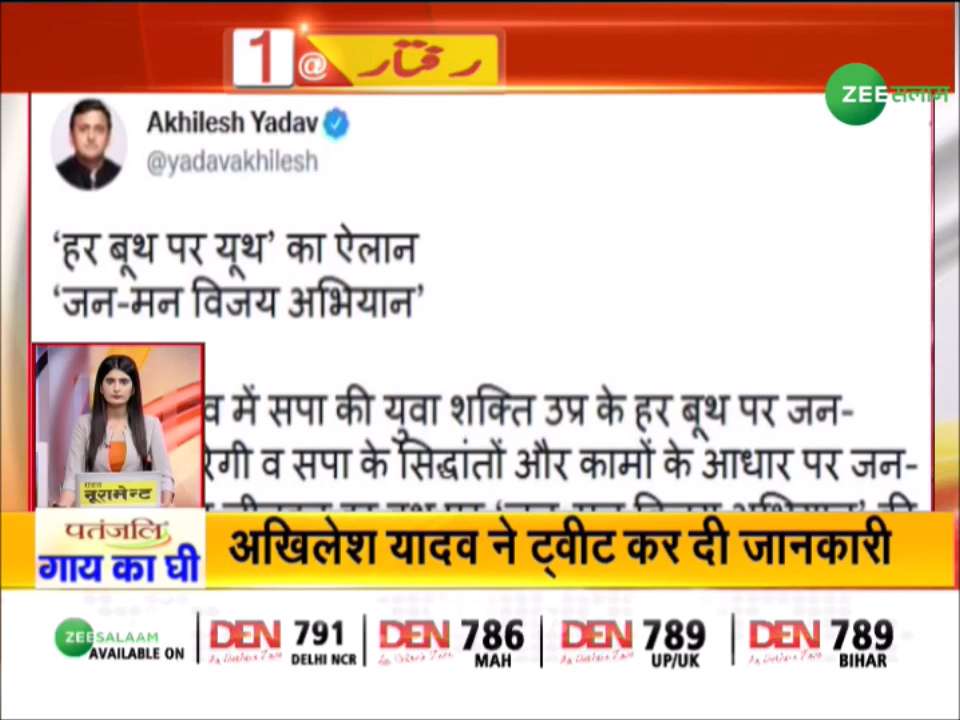 1 @ رفتار
ZEE सलाम
Akhilesh Yadav
@yadavakhilesh
‘हर बूथ पर यूथ’ का ऐलान
‘जन-मन विजय अभियान’
व में सपा की युवा शक्ति उप्र के हर बूथ पर जन-
रेगी व सपा के सिद्धांतों और कामों के आधार पर जन-
नूरामेन्ट
पतंजलि
गाय का घी
अखिलेश यादव ने ट्वीट कर दी जानकारी
ZEE SALAAM
AVAILABLE ON
DEN 791
DELHI NCR
DEN 786
MAH
DEN 789
UP/UK
DEN 789
BIHAR